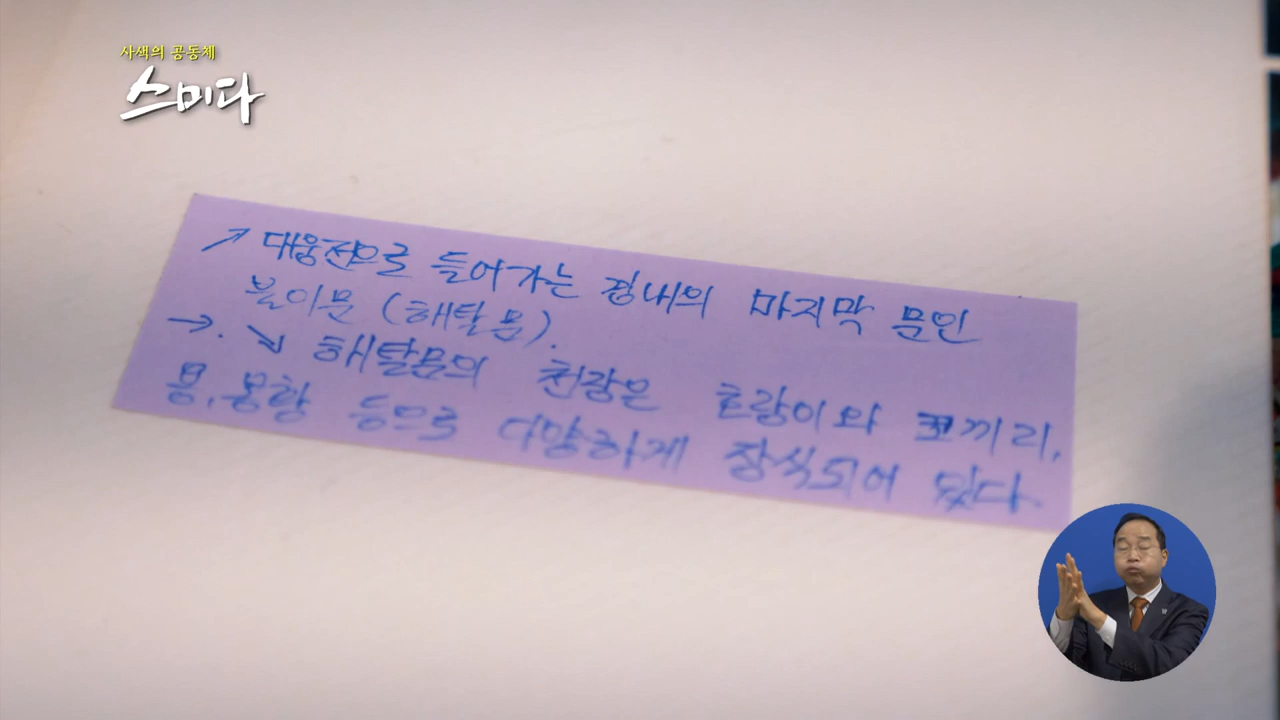 사색의 공동체
스미다
↗ 대웅전으로 들어가는 경내의 마지막 문인
불이문 (해탈문).
→. ↘ 해탈문의 천장은 호랑이와 코끼리,
용, 봉황 등으로 다양하게 장식되어 있다.